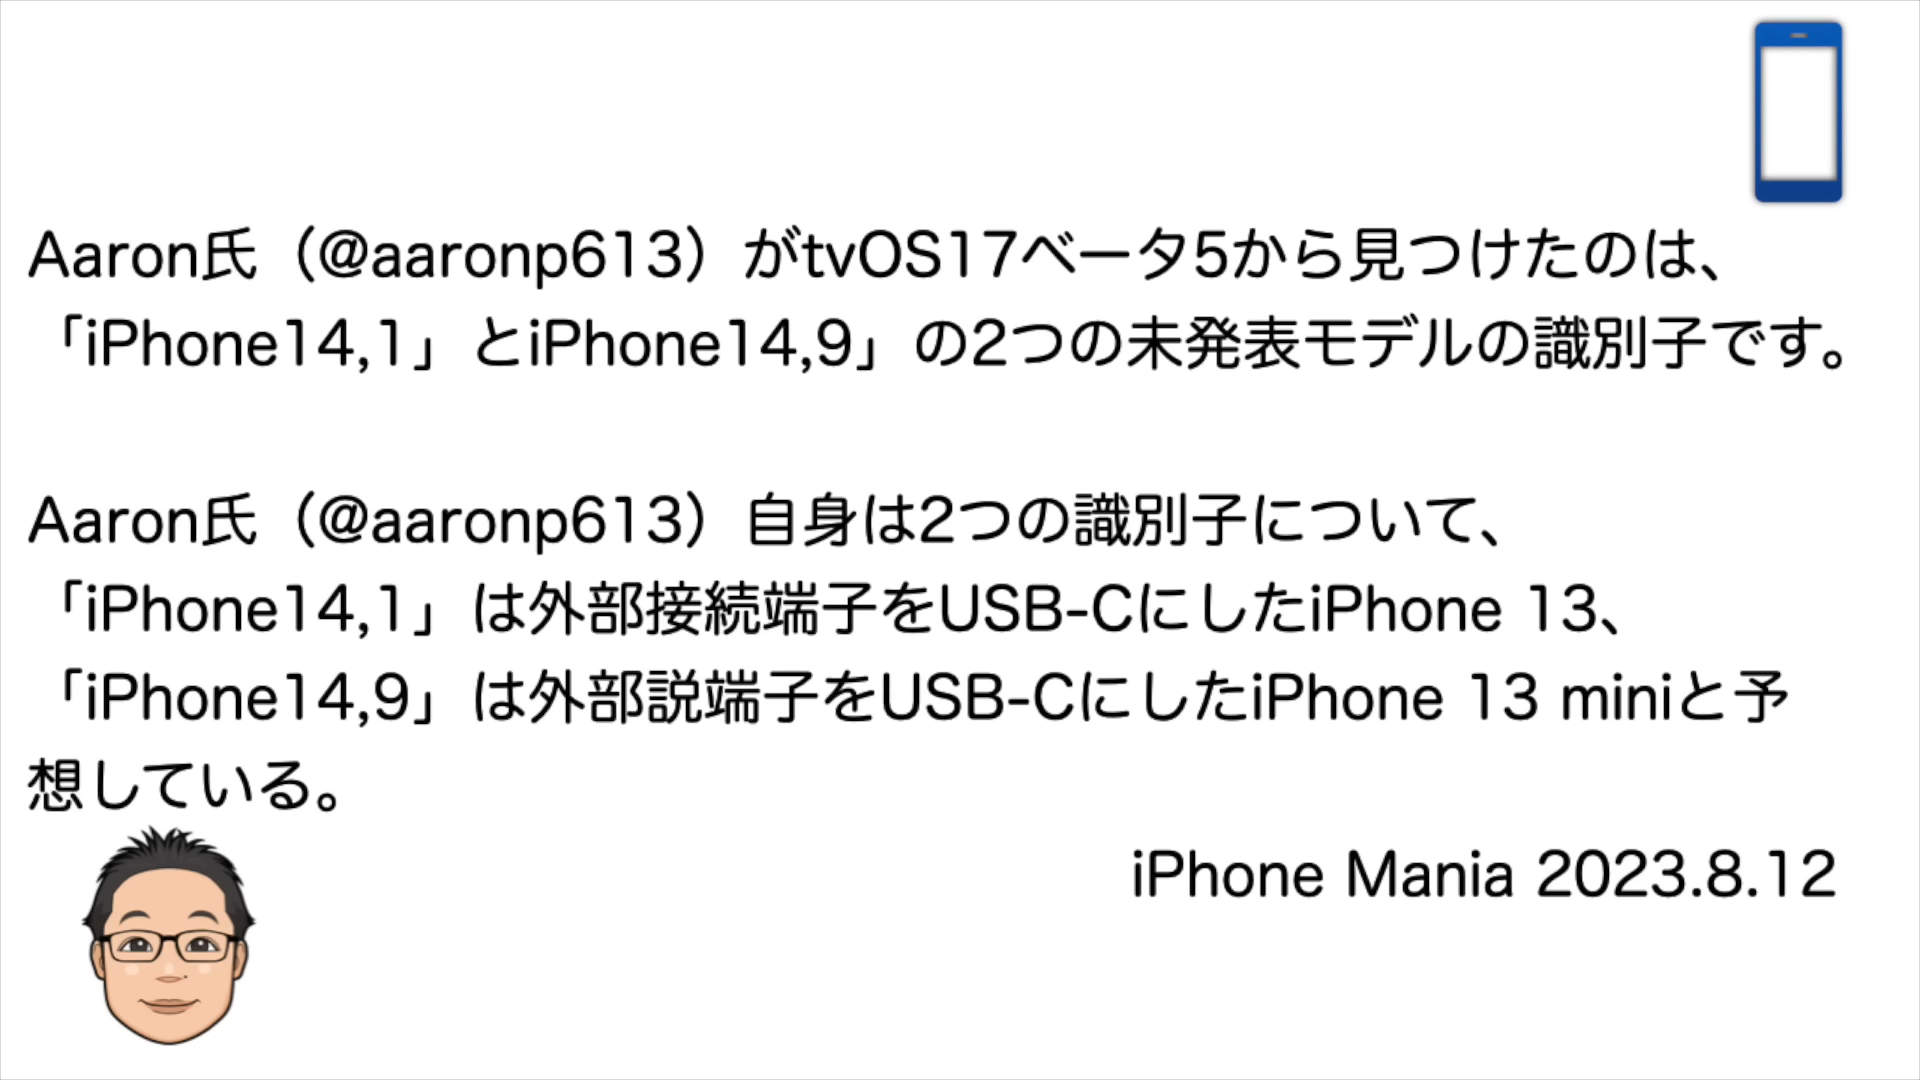 Aaron氏（@aaronp613）がtvOS17ベータ5から見つけたのは、
「iPhone14,1」とiPhone14,9」の2つの未発表モデルの識別子です。
Aaron氏（@aaronp613）自身は2つの識別子について、
「iPhone14,1」は外部接続端子をUSB-CにしたiPhone 13、
「iPhone14,9」は外部説端子をUSB-CにしたiPhone 13 miniと予
想している。
iPhone Mania 2023.8.12